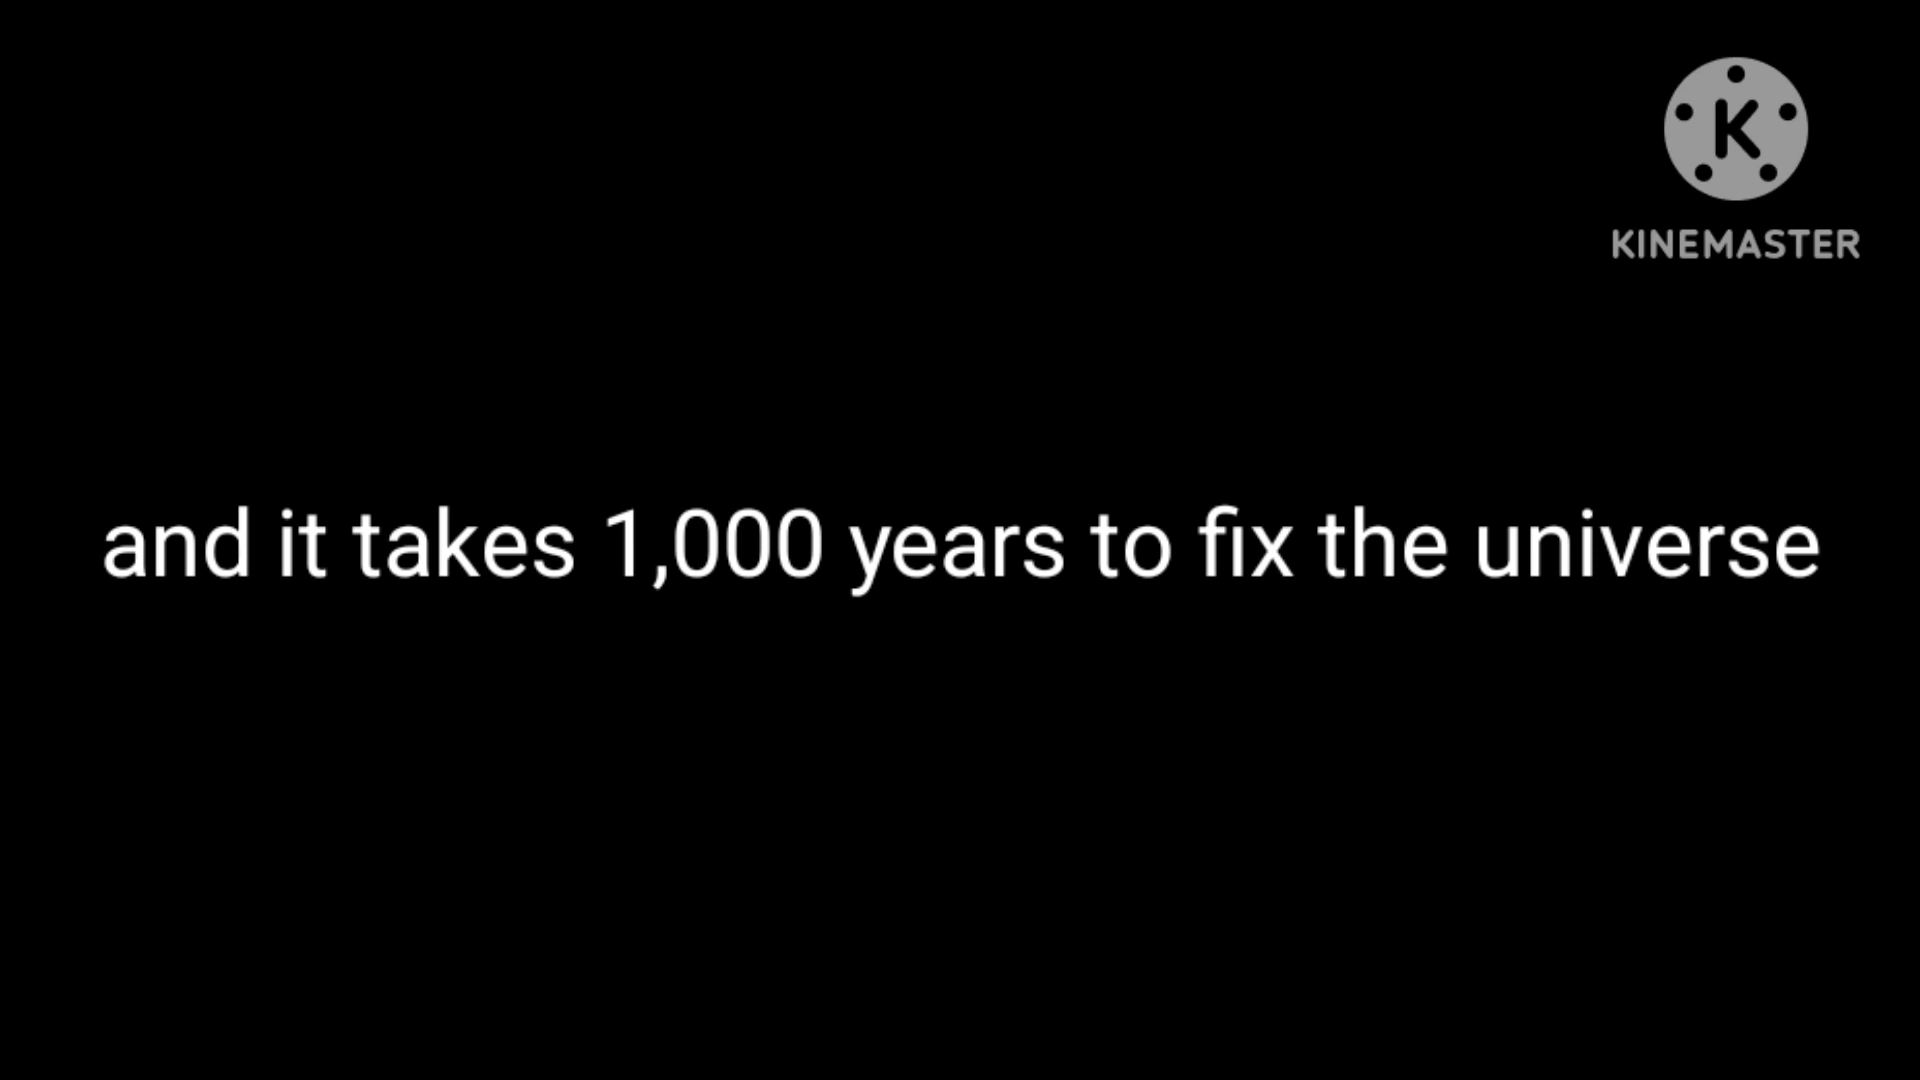 K
KINEMASTER
and it takes 1,000 years to fix the universe